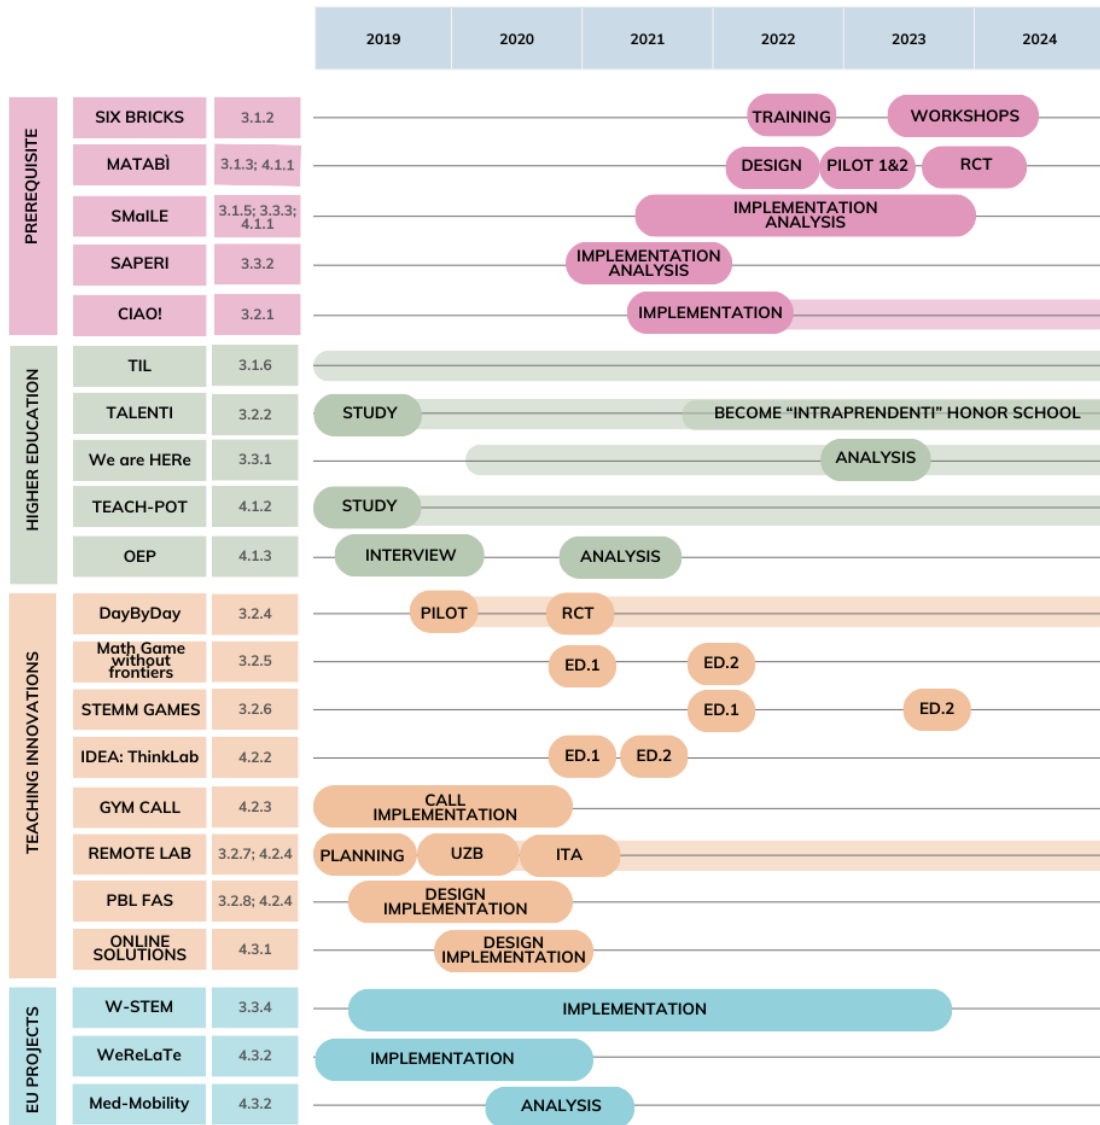 2019 2020 2021 2022 2023 2024
PREREQUISITE
SIX BRICKS 3.1.2 TRAINING WORKSHOPS
MATABÌ 3.1.3; 4.1.1 DESIGN PILOT 1&2 RCT
SMaILE 3.1.5; 3.3.3; 4.1.1 IMPLEMENTATION ANALYSIS
SAPERI 3.3.2 IMPLEMENTATION ANALYSIS
CIAO! 3.2.1 IMPLEMENTATION
HIGHER EDUCATION
TIL 3.1.6
TALENTI 3.2.2 STUDY BECOME “INTRAPRENDENTI” HONOR SCHOOL
We are HERe 3.3.1 ANALYSIS
TEACH-POT 4.1.2 STUDY
OEP 4.1.3 INTERVIEW ANALYSIS
TEACHING INNOVATIONS
DayByDay 3.2.4 PILOT RCT
Math Game without frontiers 3.2.5 ED.1 ED.2
STEMM GAMES 3.2.6 ED.1 ED.2
IDEA: ThinkLab 4.2.2 ED.1 ED.2
GYM CALL 4.2.3 CALL IMPLEMENTATION
REMOTE LAB 3.2.7; 4.2.4 PLANNING UZB ITA
PBL FAS 3.2.8; 4.2.4 DESIGN IMPLEMENTATION
ONLINE SOLUTIONS 4.3.1 DESIGN IMPLEMENTATION
EU PROJECTS
W-STEM 3.3.4 IMPLEMENTATION
WeReLaTe 4.3.2 IMPLEMENTATION
Med-Mobility 4.3.2 ANALYSIS